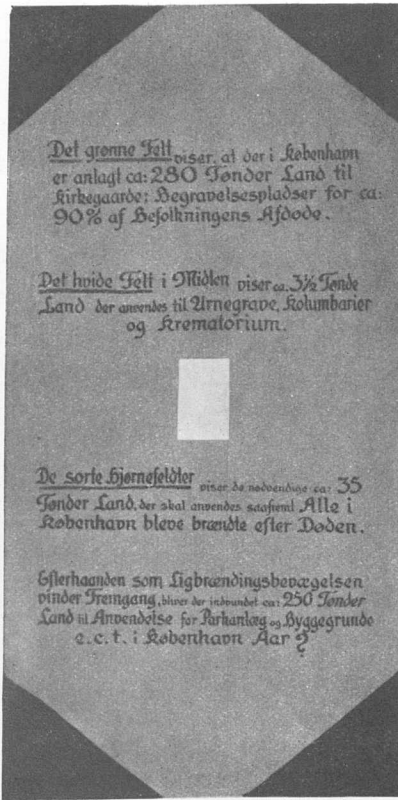 Det grønne Felt viser, at der i København
er anlagt ca: 280 Tønder Land til
Kirkegaarde: Begravelsespladser for ca:
90% af Befolkningens Afdøde.
Det hvide Felt i Midten viser ca. 3½ Tønde
Land der anvendes til Urnegrave, Kolumbarier
og Krematorium.
De sorte Hjørnefeldter viser de nødvendige ca: 35
Tønder Land, der skal anvendes saafremt Alle i
København bleve brændte efter Døden.
Efterhaanden som Ligbrændingsbevægelsen
vinder Fremgang, bliver der indvundet ca: 250 Tønder
Land til Anvendelse for Parkanlæg og Byggegrunde
e.c.t. i København Aar ?